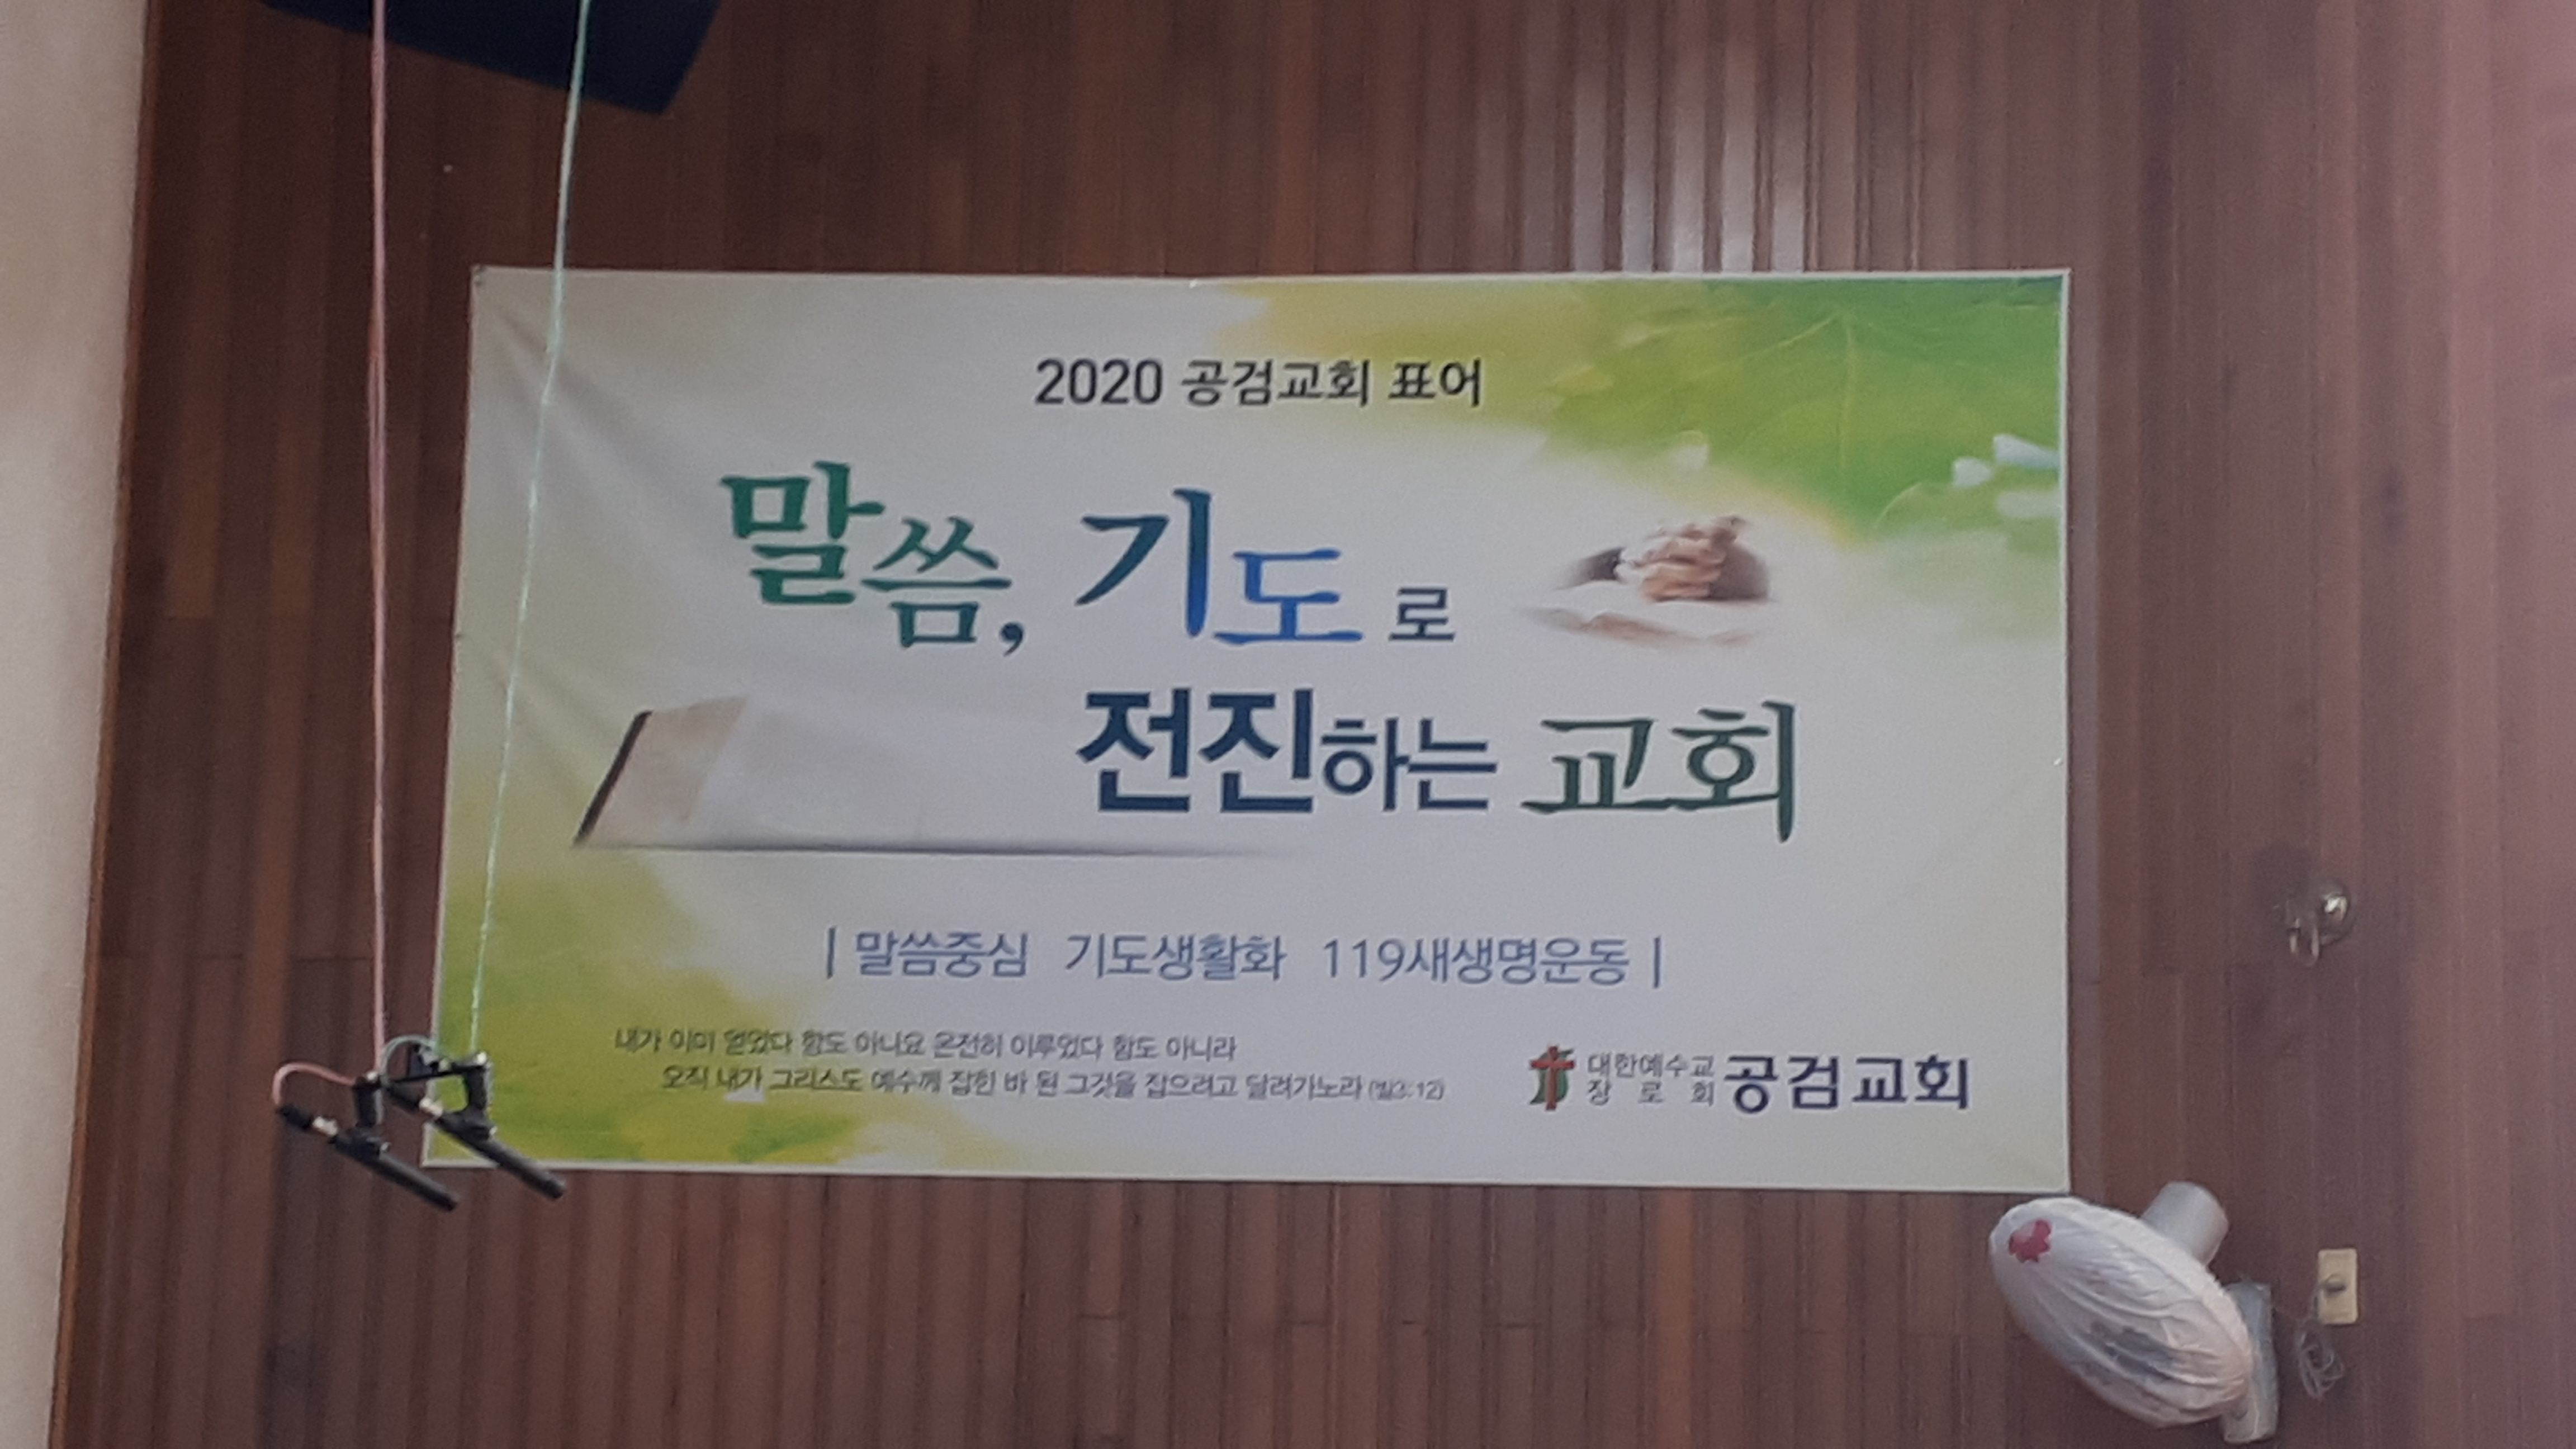 2020 공검교회 표어
말씀, 기도로
전진하는 교회
| 말씀중심 기도생활화 119새생명운동 |
내가 이미 얻었다 함도 아니요 온전히 이루었다 함도 아니라
오직 내가 그리스도 예수께 잡힌 바 된 그것을 잡으려고 달려가노라 (빌3:12)
대한예수교
장로회 공검교회